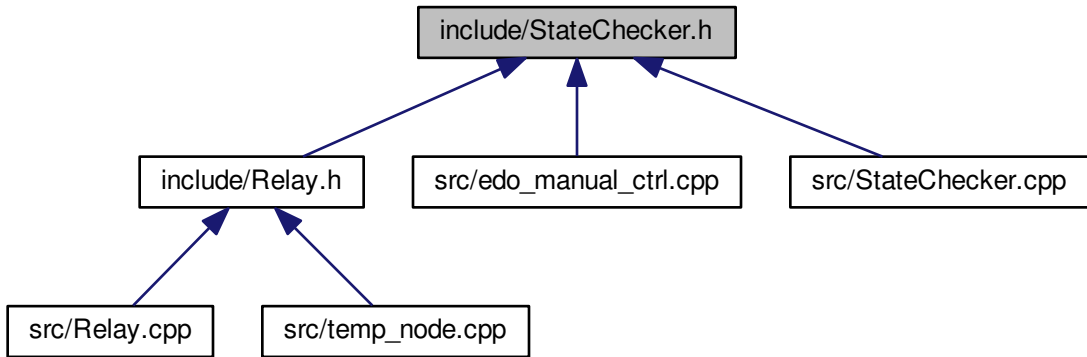 include/StateChecker.h
include/Relay.h
src/edo_manual_ctrl.cpp
src/StateChecker.cpp
src/Relay.cpp
src/temp_node.cpp